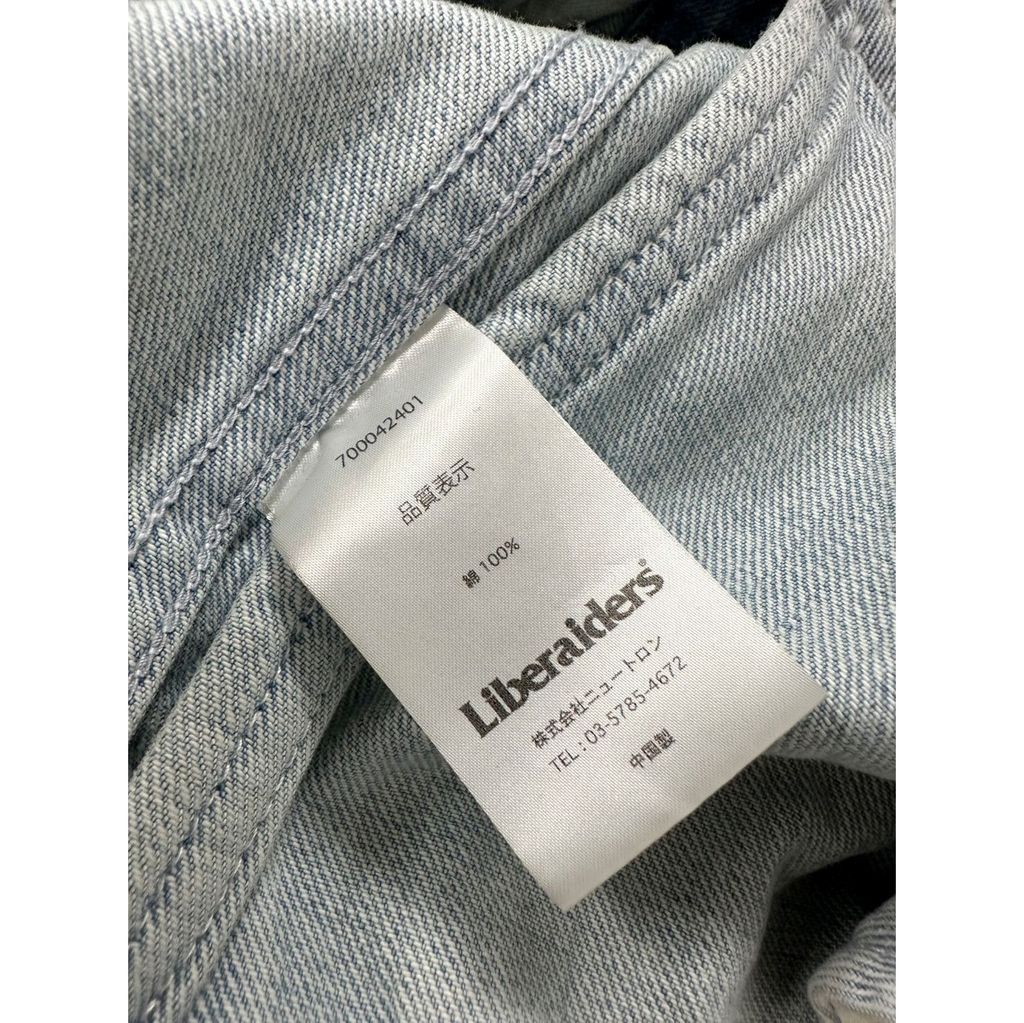 700042401
品質表示
綿 100%
Liberaiders®
株式会社ニュートロン
TEL : 03-5785-4672
中国製